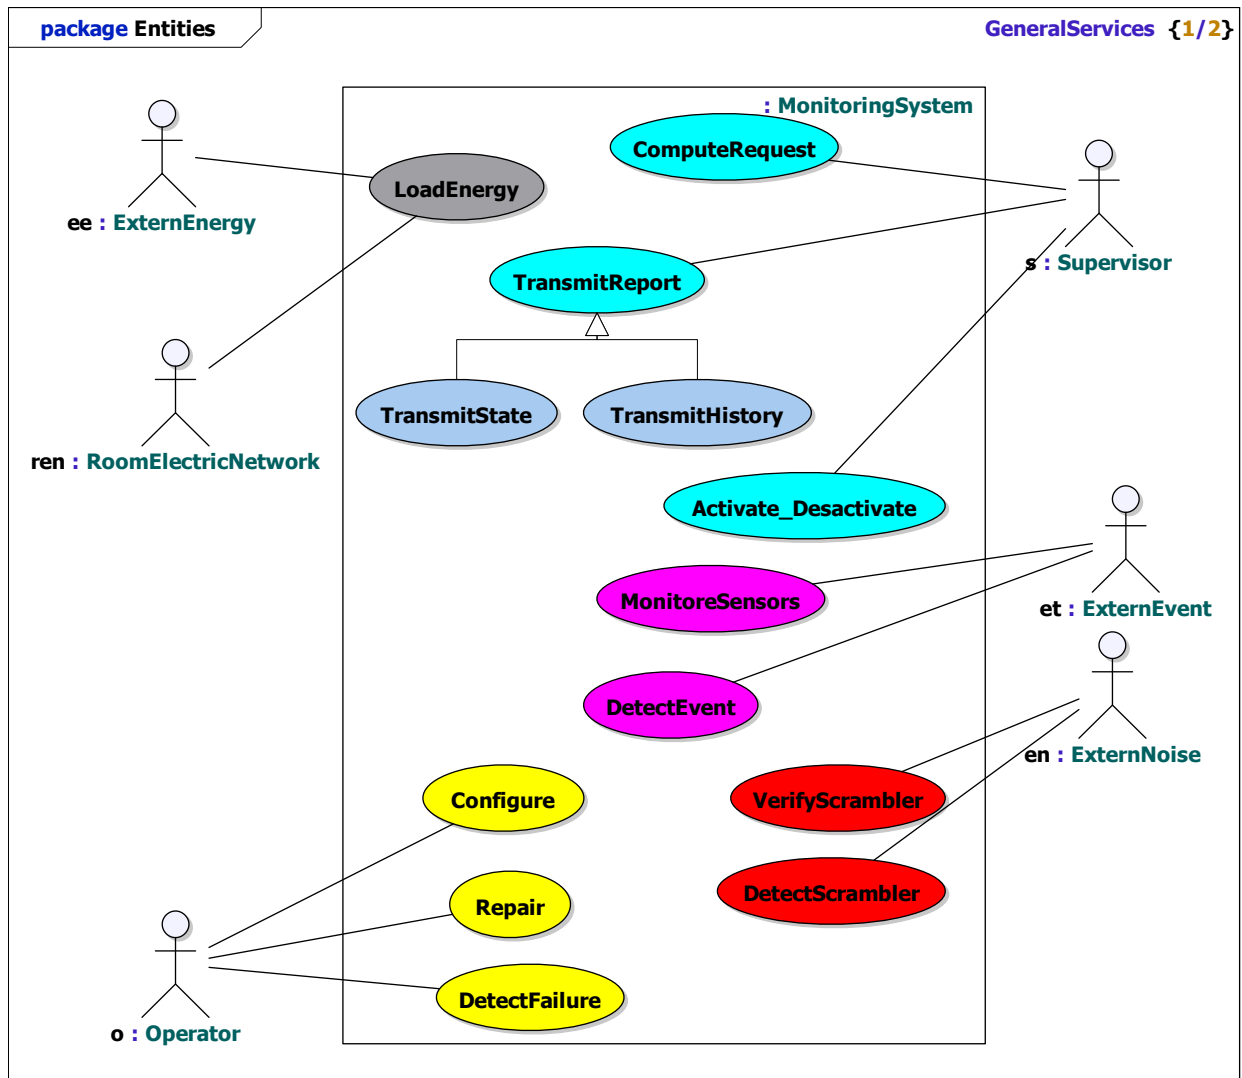 package Entities
GeneralServices {1/2}
: MonitoringSystem
ComputeRequest
LoadEnergy
ee : ExternEnergy
s : Supervisor
TransmitReport
TransmitState
TransmitHistory
ren : RoomElectricNetwork
Activate_Desactivate
MonitoreSensors
et : ExternEvent
DetectEvent
en : ExternNoise
Configure
VerifyScrambler
DetectScrambler
Repair
DetectFailure
o : Operator